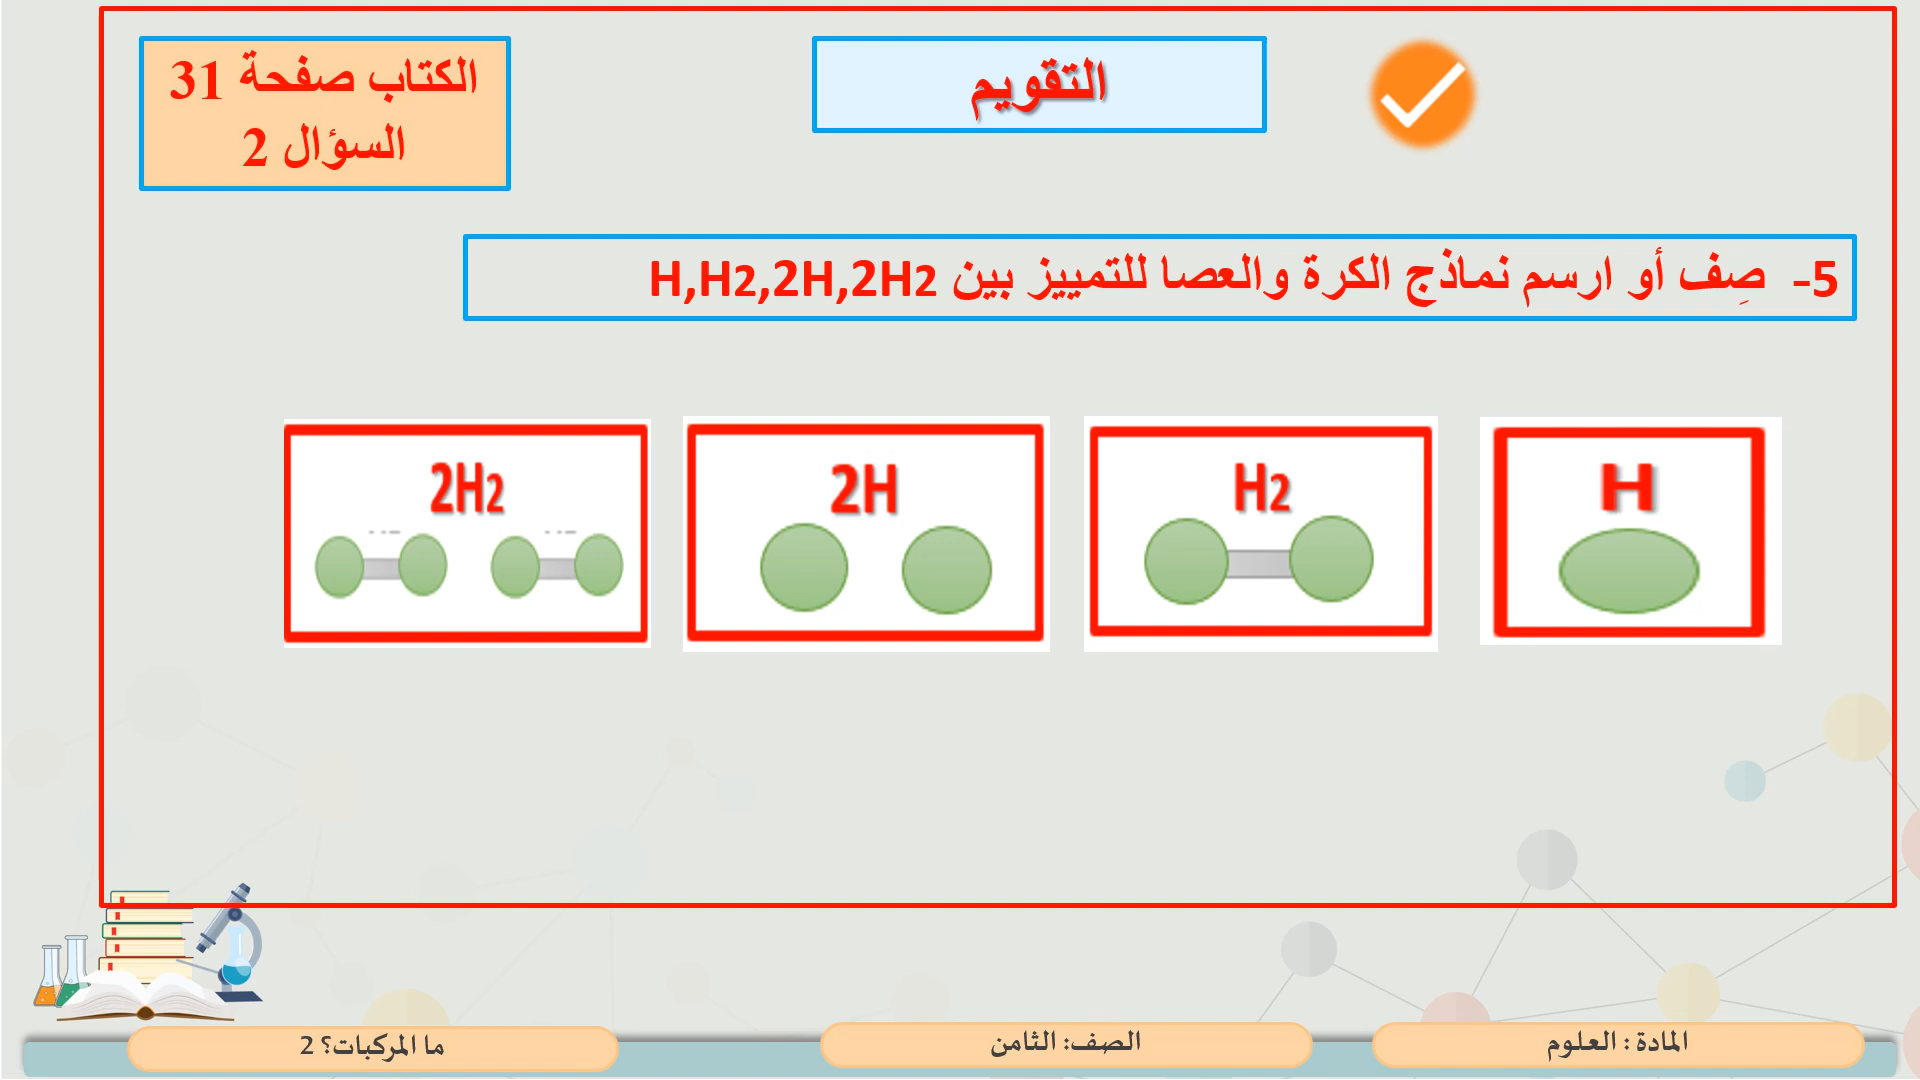 التقويم
الكتاب صفحة 31
السؤال 2
5- صِف أو ارسم نماذج الكرة والعصا للتمييز بين H,H2,2H,2H2
H
H2
2H
2H2
المادة : العلوم
الصف: الثامن
ما المركبات؟ 2